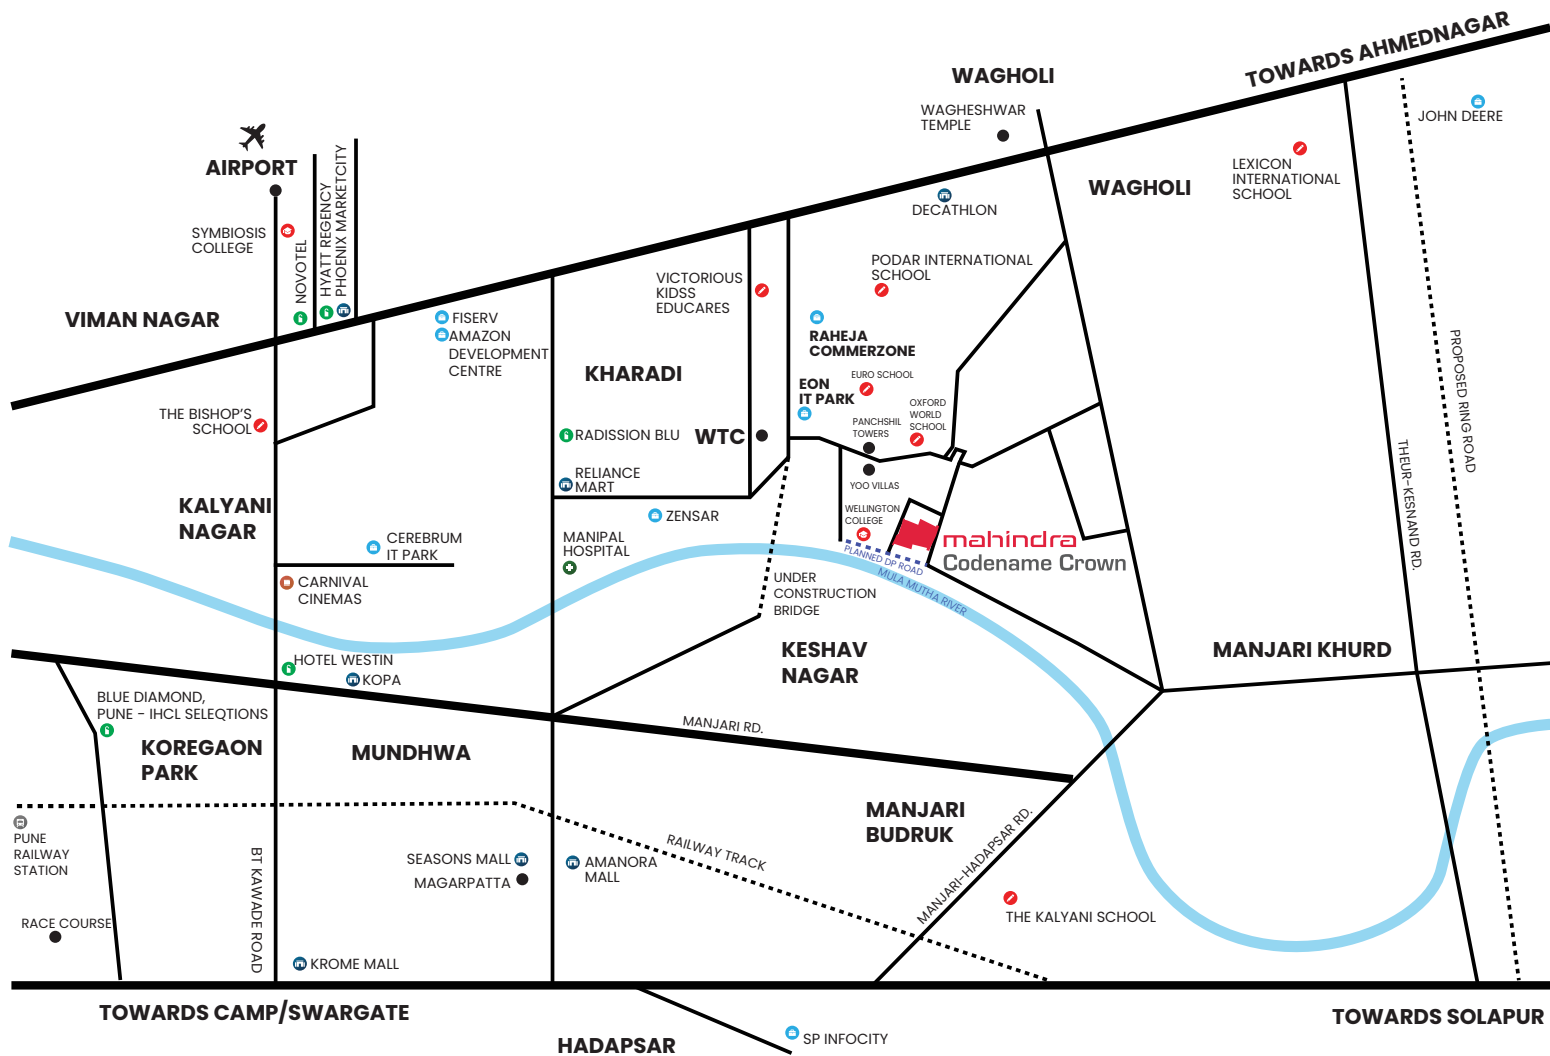 TOWARDS AHMEDNAGAR
WAGHOLI
WAGHESHWAR
TEMPLE
JOHN DEERE
AIRPORT
HYATT REGENCY
PHOENIX MARKETCITY
NOVOTEL
SYMBIOSIS
COLLEGE
LEXICON
INTERNATIONAL
SCHOOL
WAGHOLI
DECATHLON
VIMAN NAGAR
FISERV
AMAZON
DEVELOPMENT
CENTRE
VICTORIOUS
KIDSS
EDUCARES
PODAR INTERNATIONAL
SCHOOL
RAHEJA
COMMERZONE
KHARADI
EURO SCHOOL
EON
IT PARK
OXFORD
WORLD
SCHOOL
PANCHSHIL
TOWERS
THE BISHOP'S
SCHOOL
RADISSION BLU
WTC
PROPOSED RING ROAD
THEUR-KESNAND RD.
RELIANCE
MART
YOO VILLAS
KALYANI
NAGAR
ZENSAR
WELLINGTON
COLLEGE
CEREBRUM
IT PARK
MANIPAL
HOSPITAL
mahindra
Codename Crown
PLANNED DP ROAD
MULA MUTHA RIVER
CARNIVAL
CINEMAS
UNDER
CONSTRUCTION
BRIDGE
KESHAV
NAGAR
MANJARI KHURD
HOTEL WESTIN
KOPA
BLUE DIAMOND,
PUNE - IHCL SELEQTIONS
MANJARI RD.
KOREGAON
PARK
MUNDHWA
MANJARI
BUDRUK
PUNE
RAILWAY
STATION
BT KAWADE ROAD
SEASONS MALL
MAGARPATTA
AMANORA
MALL
RAILWAY TRACK
MANJARI-HADAPSAR RD.
THE KALYANI SCHOOL
RACE COURSE
KROME MALL
TOWARDS CAMP/SWARGATE
TOWARDS SOLAPUR
HADAPSAR
SP INFOCITY